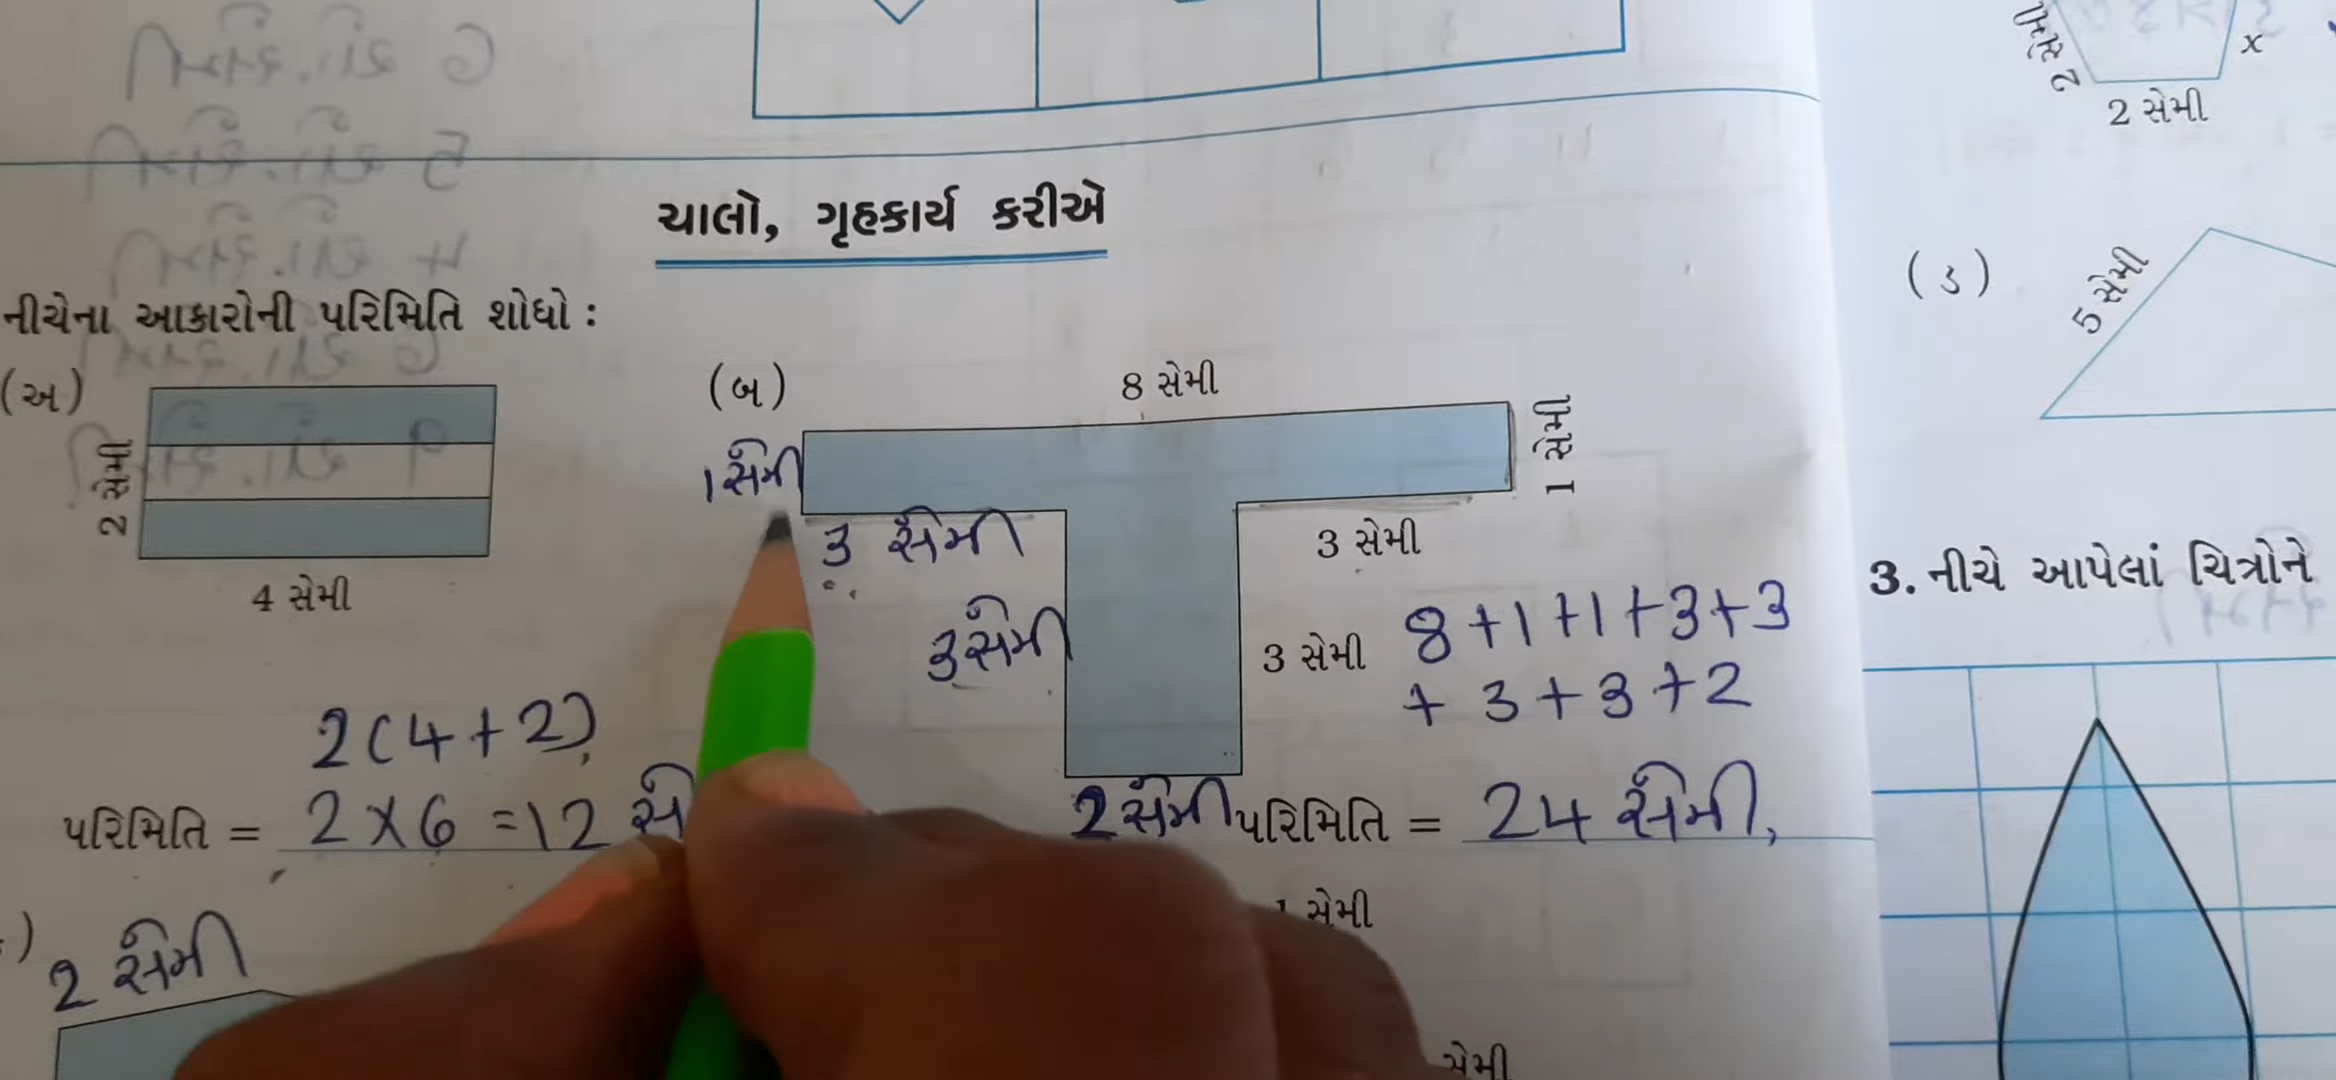 ચાલો, ગૃહકાર્ય કરીએ
નીચેના આકારોની પરિમિતિ શોધો :
(અ)
2 સેમી
4 સેમી
2(4+2)
પરિમિતિ = 2×6 =12 સે
(બ)
8 સેમી
1 સેમી
1 સેમી
3 સેમી
3 સેમી
3 સેમી
3 સેમી
8+1+1+3+3
+ 3+3+2
2 સેમી
પરિમિતિ = 24 સેમી
2 સેમી
સેમી
2 સેમી
x
2 સેમી
(ડ)
5 સેમી
3. નીચે આપેલાં ચિત્રોને